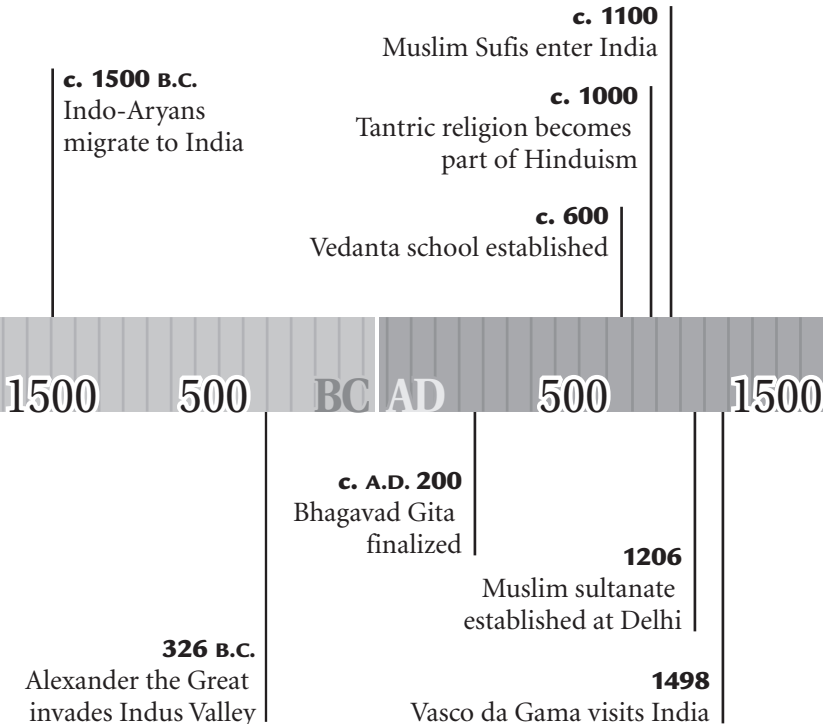 c. 1100
Muslim Sufis enter India
c. 1500 B.C.
Indo-Aryans
migrate to India
c. 1000
Tantric religion becomes
part of Hinduism
c. 600
Vedanta school established
1500 500 BC AD 500 1500
c. A.D. 200
Bhagavad Gita
finalized
1206
Muslim sultanate
established at Delhi
326 B.C.
Alexander the Great
invades Indus Valley
1498
Vasco da Gama visits India